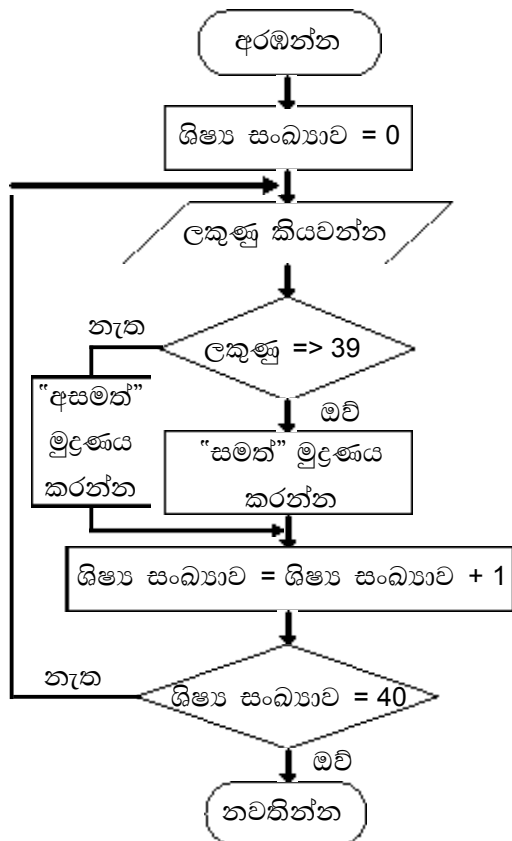 අරඹන්න
ශිෂ්‍ය සංඛ්‍යාව = 0
ලකුණු කියවන්න
නැත
ලකුණු => 39
"අසමත්"
මුද්‍රණය
කරන්න
ඔව්
"සමත්" මුද්‍රණය
කරන්න
ශිෂ්‍ය සංඛ්‍යාව = ශිෂ්‍ය සංඛ්‍යාව + 1
නැත
ශිෂ්‍ය සංඛ්‍යාව = 40
ඔව්
නවතින්න